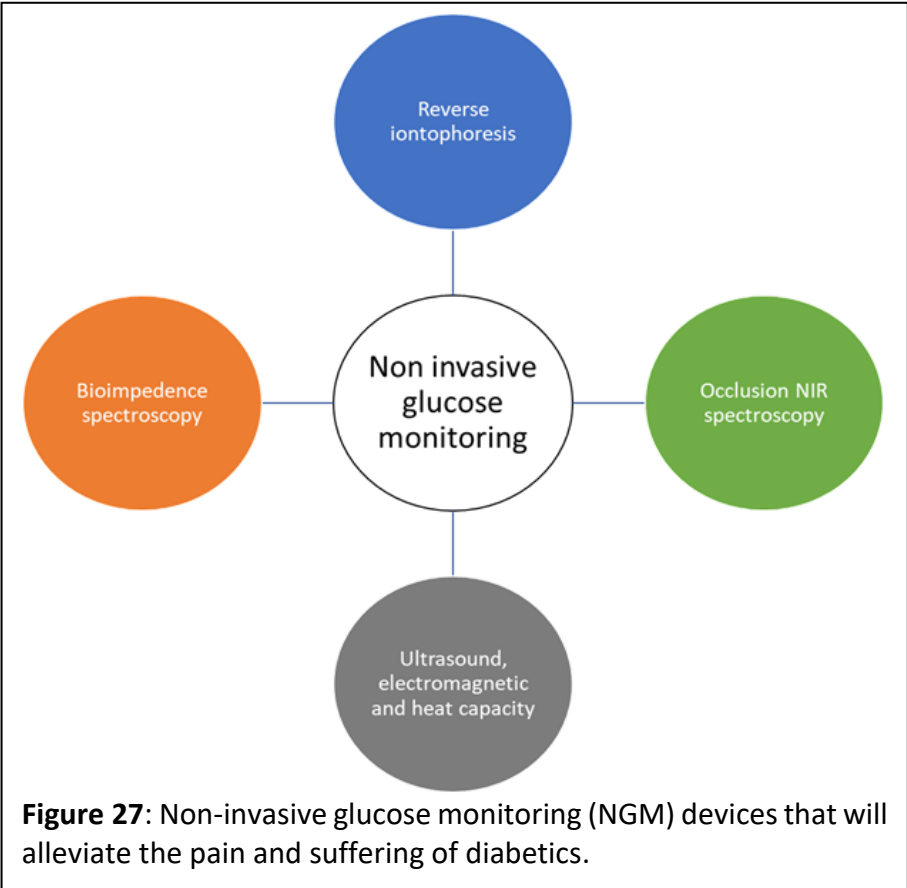 Reverse
iontophoresis
Bioimpedence
spectroscopy
Non invasive
glucose
monitoring
Occlusion NIR
spectroscopy
Ultrasound,
electromagnetic
and heat capacity
Figure 27: Non-invasive glucose monitoring (NGM) devices that will
alleviate the pain and suffering of diabetics.